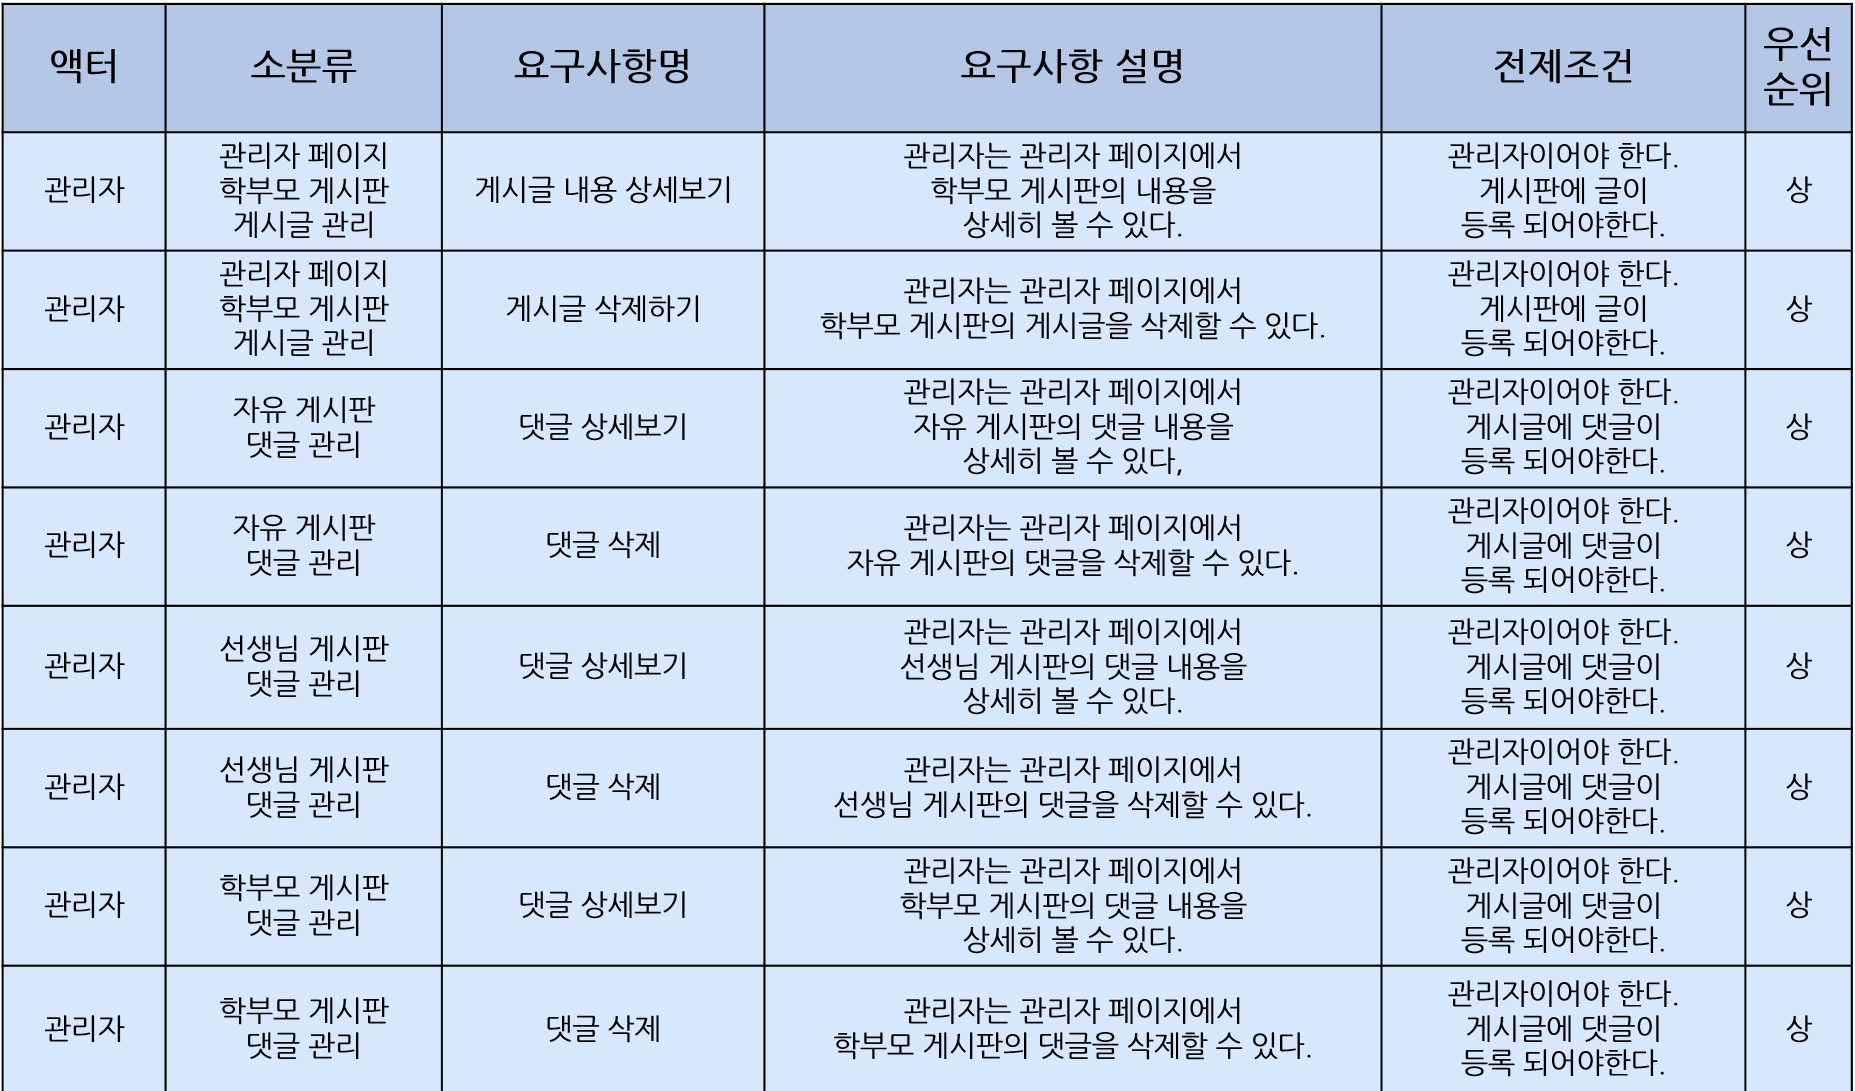 액터
소분류
요구사항명
요구사항 설명
전제조건
우선
순위
관리자
관리자 페이지
학부모 게시판
게시글 관리
게시글 내용 상세보기
관리자는 관리자 페이지에서
학부모 게시판의 내용을
상세히 볼 수 있다.
관리자이어야 한다.
게시판에 글이
등록 되어야한다.
상
관리자
관리자 페이지
학부모 게시판
게시글 관리
게시글 삭제하기
관리자는 관리자 페이지에서
학부모 게시판의 게시글을 삭제할 수 있다.
관리자이어야 한다.
게시판에 글이
등록 되어야한다.
상
관리자
자유 게시판
댓글 관리
댓글 상세보기
관리자는 관리자 페이지에서
자유 게시판의 댓글 내용을
상세히 볼 수 있다,
관리자이어야 한다.
게시글에 댓글이
등록 되어야한다.
상
관리자
자유 게시판
댓글 관리
댓글 삭제
관리자는 관리자 페이지에서
자유 게시판의 댓글을 삭제할 수 있다.
관리자이어야 한다.
게시글에 댓글이
등록 되어야한다.
상
관리자
선생님 게시판
댓글 관리
댓글 상세보기
관리자는 관리자 페이지에서
선생님 게시판의 댓글 내용을
상세히 볼 수 있다.
관리자이어야 한다.
게시글에 댓글이
등록 되어야한다.
상
관리자
선생님 게시판
댓글 관리
댓글 삭제
관리자는 관리자 페이지에서
선생님 게시판의 댓글을 삭제할 수 있다.
관리자이어야 한다.
게시글에 댓글이
등록 되어야한다.
상
관리자
학부모 게시판
댓글 관리
댓글 상세보기
관리자는 관리자 페이지에서
학부모 게시판의 댓글 내용을
상세히 볼 수 있다.
관리자이어야 한다.
게시글에 댓글이
등록 되어야한다.
상
관리자
학부모 게시판
댓글 관리
댓글 삭제
관리자는 관리자 페이지에서
학부모 게시판의 댓글을 삭제할 수 있다.
관리자이어야 한다.
게시글에 댓글이
등록 되어야한다.
상